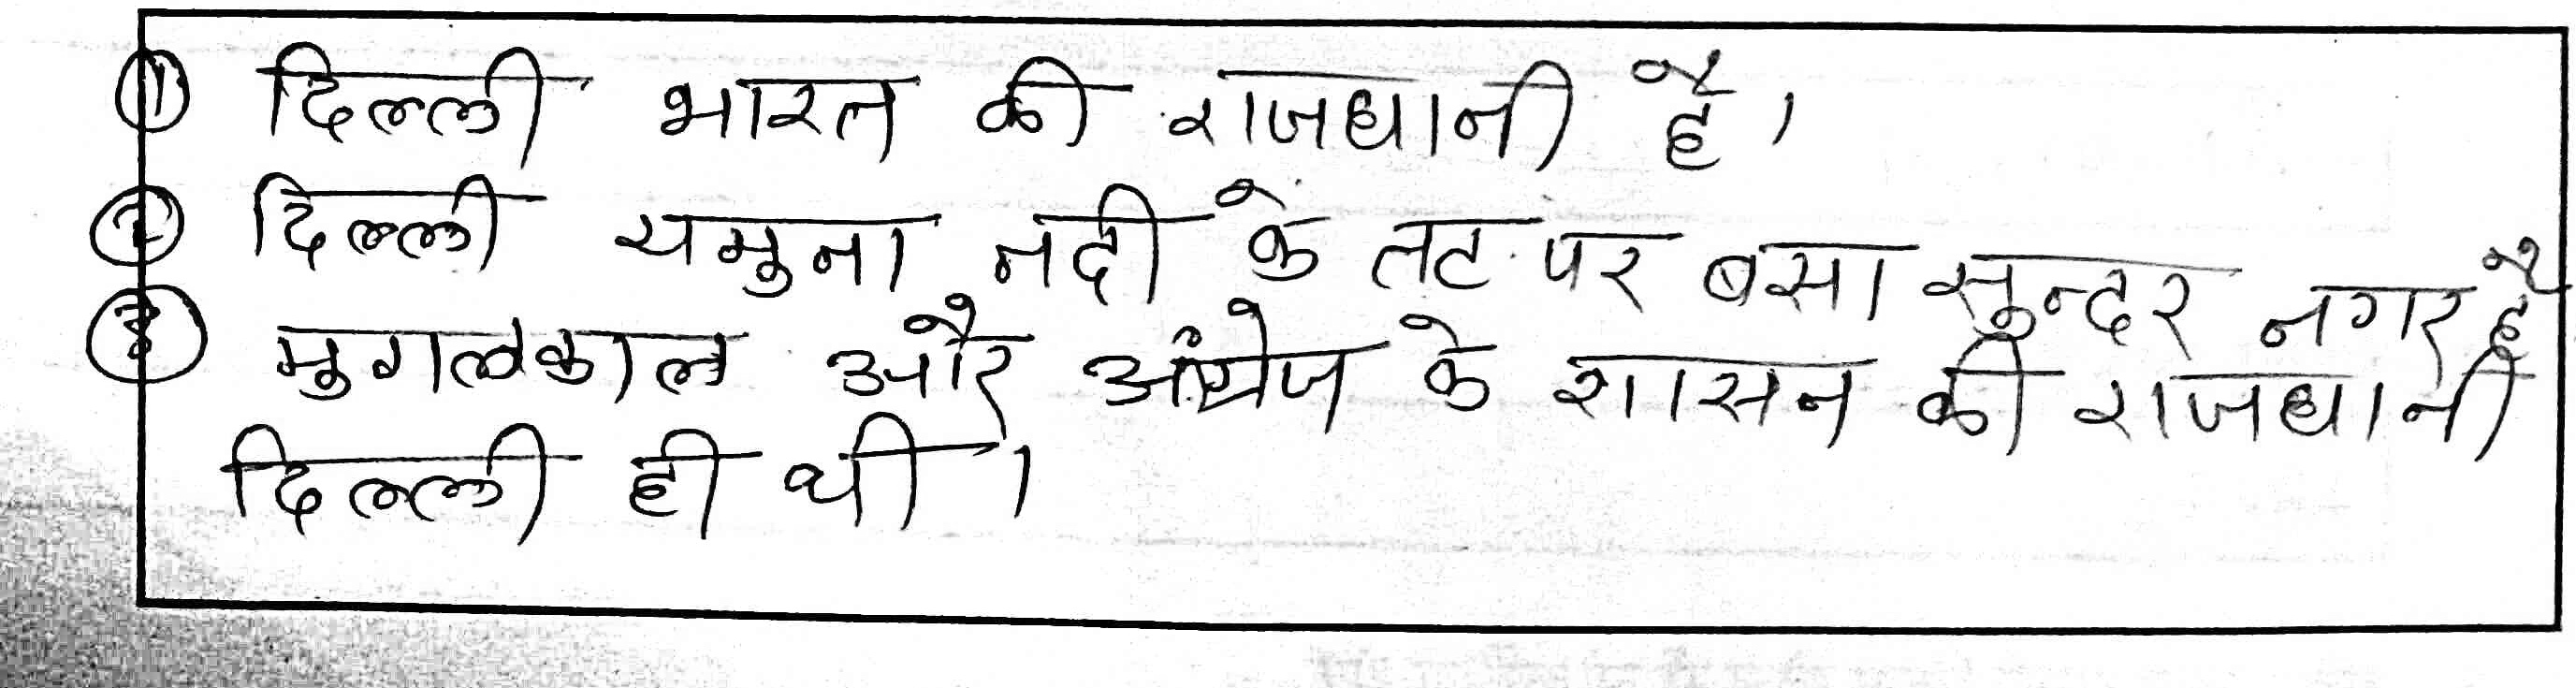 ① दिल्ली भारत की राजधानी है।
② दिल्ली यमुना नदी के तट पर बसा सुन्दर नगर है
③ मुगलकाल और अंग्रेज के शासन की राजधानी
दिल्ली ही थी।